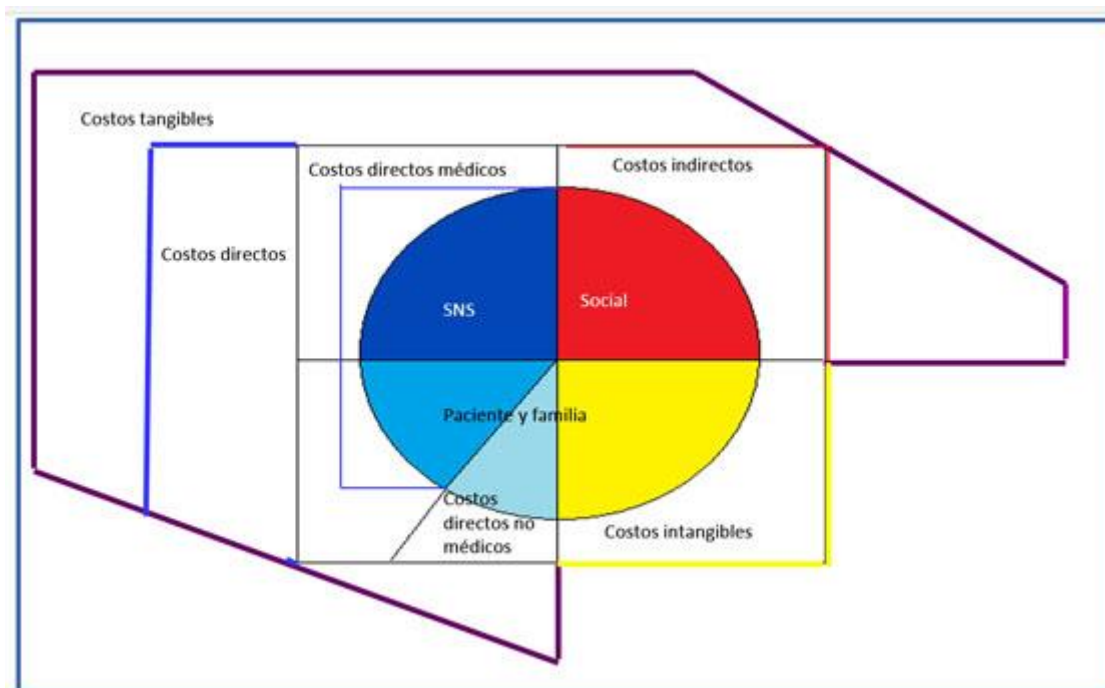 Costos tangibles
Costos directos médicos
Costos indirectos
Costos directos
SNS
Social
Paciente y familia
Costos
directos no
médicos
Costos intangibles